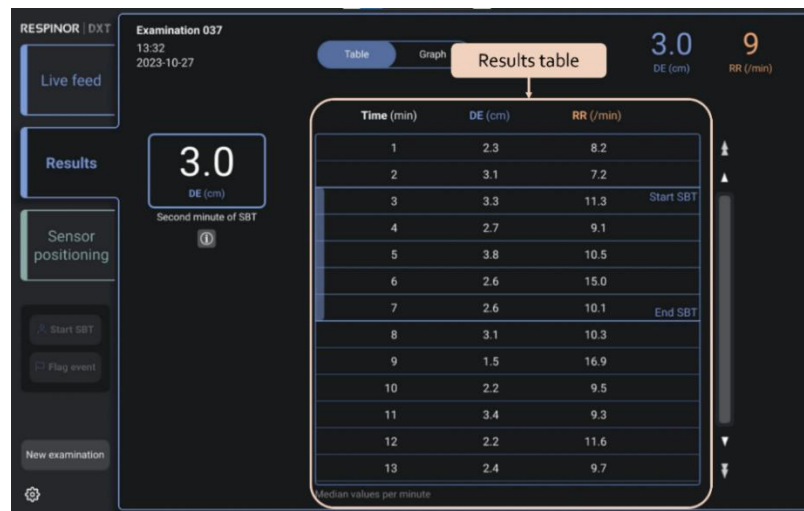 RESPINOR | DXT
Live feed
Results
Sensor
positioning
Start SBT
Flag event
New examination
Examination 037
13:32
2023-10-27
Table Graph
Results table
3.0
DE (cm)
9
RR (/min)
3.0
DE (cm)
Second minute of SBT
Time (min) DE (cm) RR (/min)
1 2.3 8.2
2 3.1 7.2
3 3.3 11.3 Start SBT
4 2.7 9.1
5 3.8 10.5
6 2.6 15.0
7 2.6 10.1 End SBT
8 3.1 10.3
9 1.5 16.9
10 2.2 9.5
11 3.4 9.3
12 2.2 11.6
13 2.4 9.7
Median values per minute